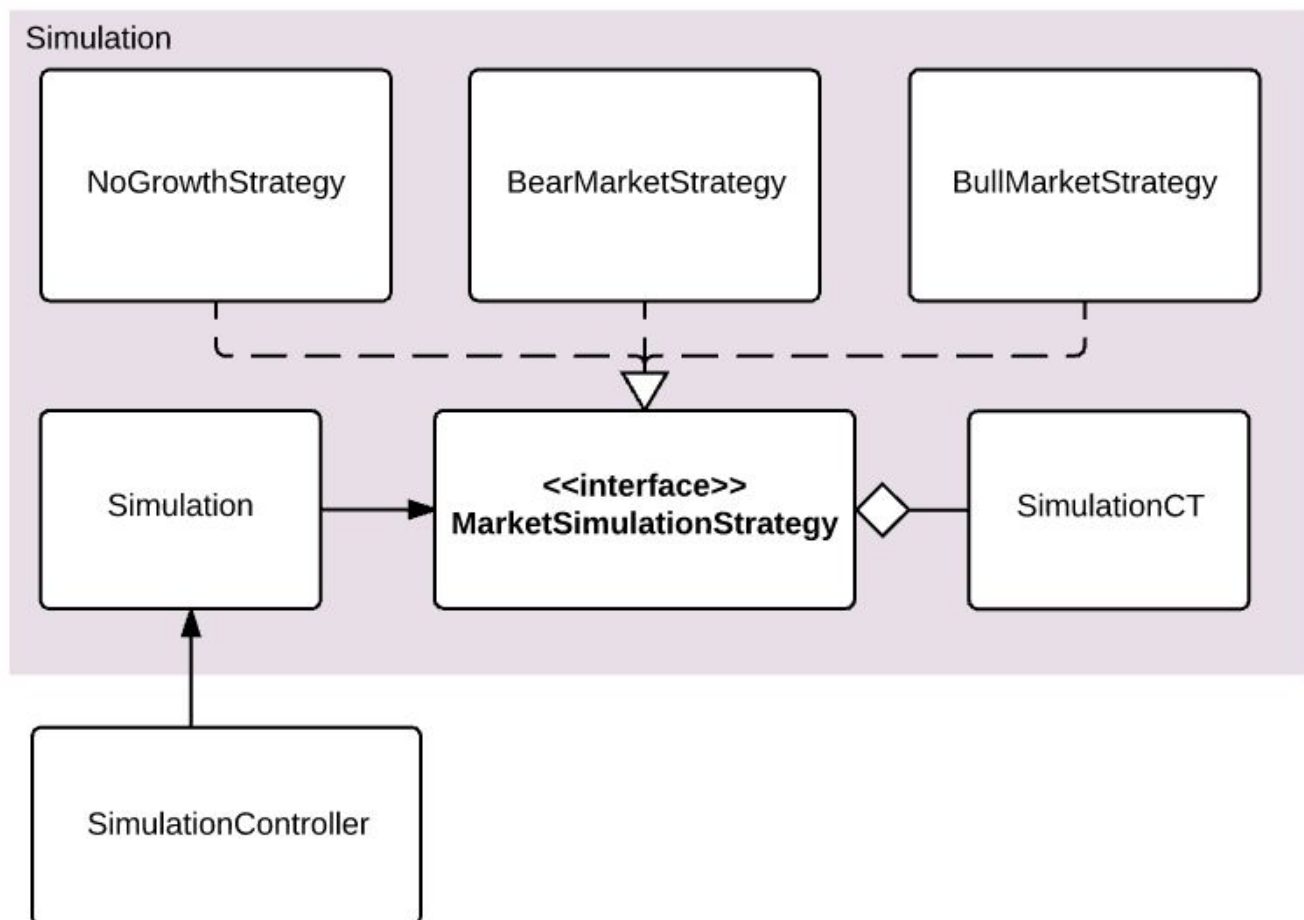 Simulation
NoGrowthStrategy
BearMarketStrategy
BullMarketStrategy
Simulation
<<interface>>
MarketSimulationStrategy
SimulationCT
SimulationController